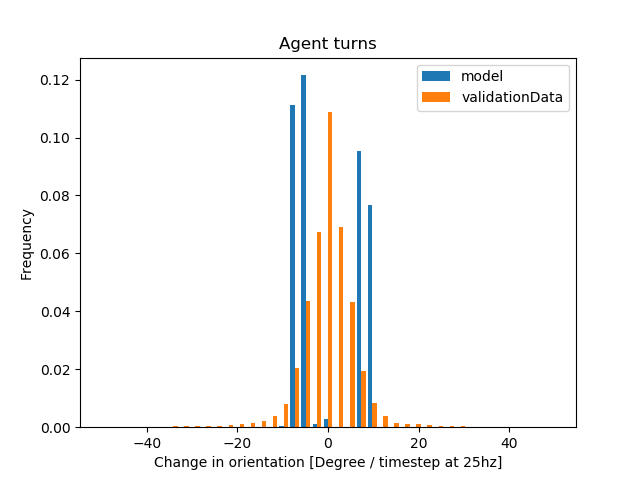 Agent turns
model
validationData
0.12
0.10
0.08
0.06
0.04
0.02
0.00
Frequency
−40
−20
0
20
40
Change in orientation [Degree / timestep at 25hz]